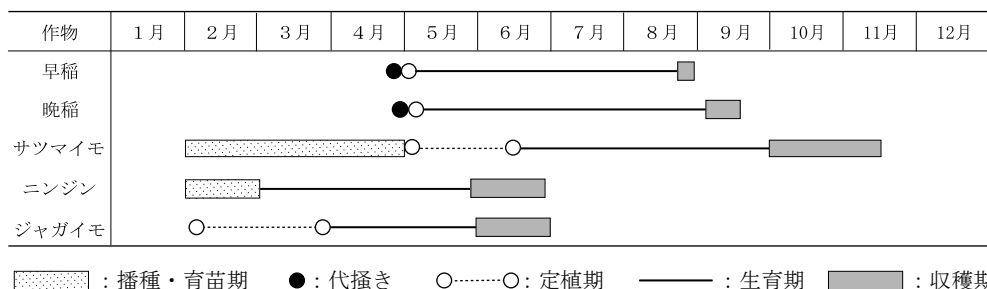 作物 1月 2月 3月 4月 5月 6月 7月 8月 9月 10月 11月 12月
早稲
晩稲
サツマイモ
ニンジン
ジャガイモ
：播種・育苗期 ：代掻き ：定植期 ：生育期 ：収穫期